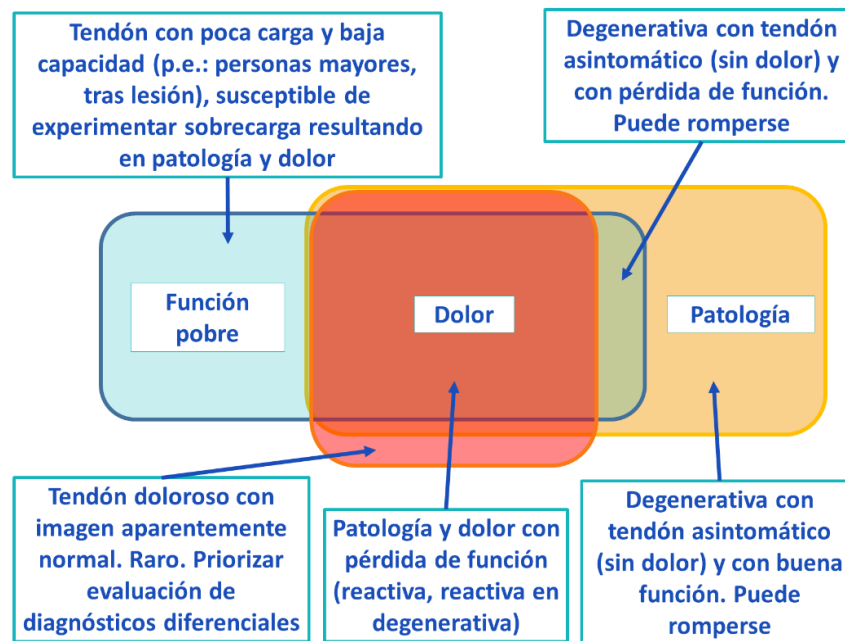 Tendón con poca carga y baja
capacidad (p.e.: personas mayores,
tras lesión), susceptible de
experimentar sobrecarga resultando
en patología y dolor
Degenerativa con tendón
asintomático (sin dolor) y
con pérdida de función.
Puede romperse
Función
pobre
Dolor
Patología
Tendón doloroso con
imagen aparentemente
normal. Raro. Priorizar
evaluación de
diagnósticos diferenciales
Patología y dolor con
pérdida de función
(reactiva, reactiva en
degenerativa)
Degenerativa con
tendón asintomático
(sin dolor) y con buena
función. Puede
romperse